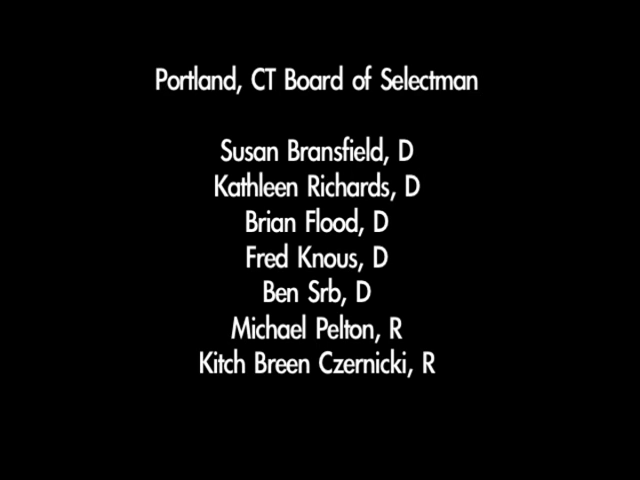 Portland, CT Board of Selectman
Susan Bransfield, D
Kathleen Richards, D
Brian Flood, D
Fred Knous, D
Ben Srb, D
Michael Pelton, R
Kitch Breen Czernicki, R